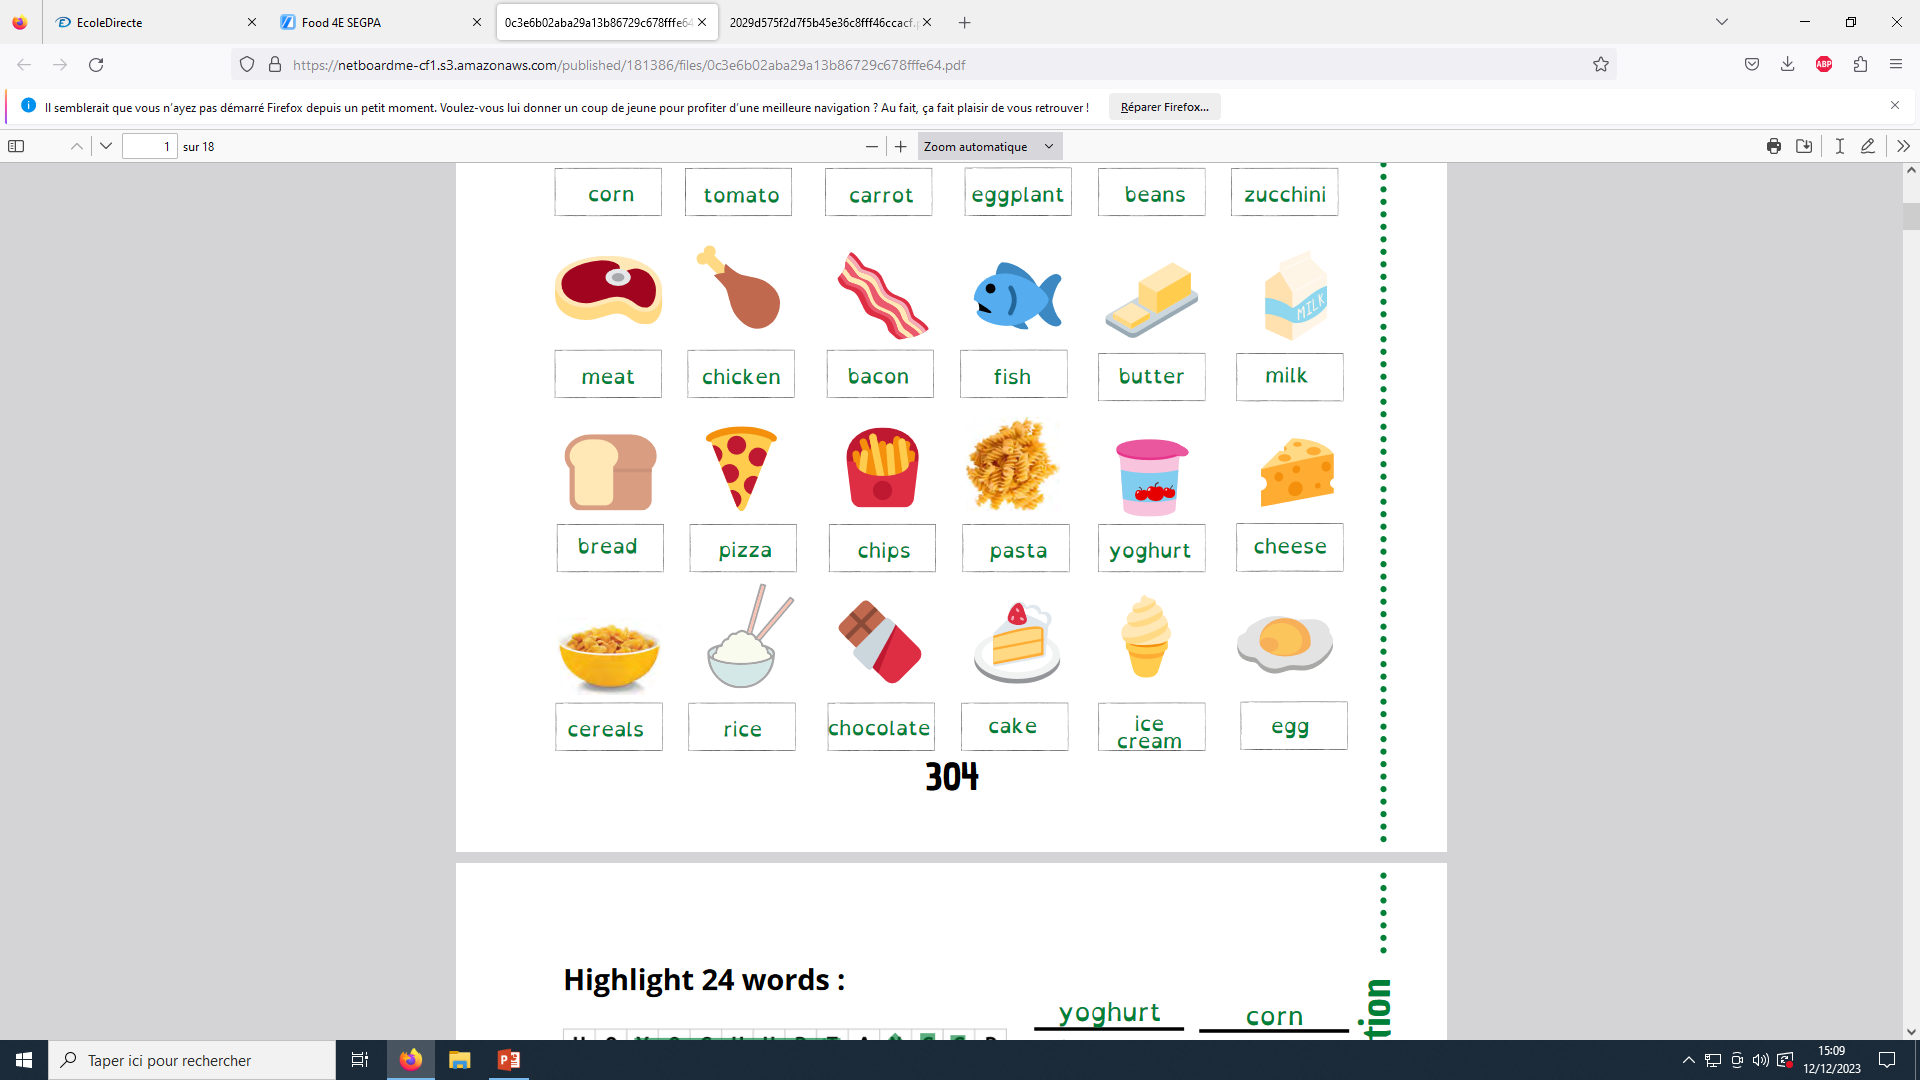 EcoleDirecte
Food 4E SEGPA
0c3e6b02aba29a13b86729c678fffe64
2029d575f2d7f5b45e36c8fff46ccacf.
https://netboardme-cf1.s3.amazonaws.com/published/181386/files/0c3e6b02aba29a13b86729c678fffe64.pdf
ABP
Il semblerait que vous n'ayez pas démarré Firefox depuis un petit moment. Voulez-vous lui donner un coup de jeune pour profiter d'une meilleure navigation ? Au fait, ça fait plaisir de vous retrouver !
Réparer Firefox...
1 sur 18
Zoom automatique
corn tomato carrot eggplant beans zucchini
MILK
meat chicken bacon fish butter milk
bread pizza chips pasta yoghurt cheese
cereals rice chocolate cake ice cream egg
304
Highlight 24 words :
yoghurt corn
tion
Taper ici pour rechercher
15:09
12/12/2023